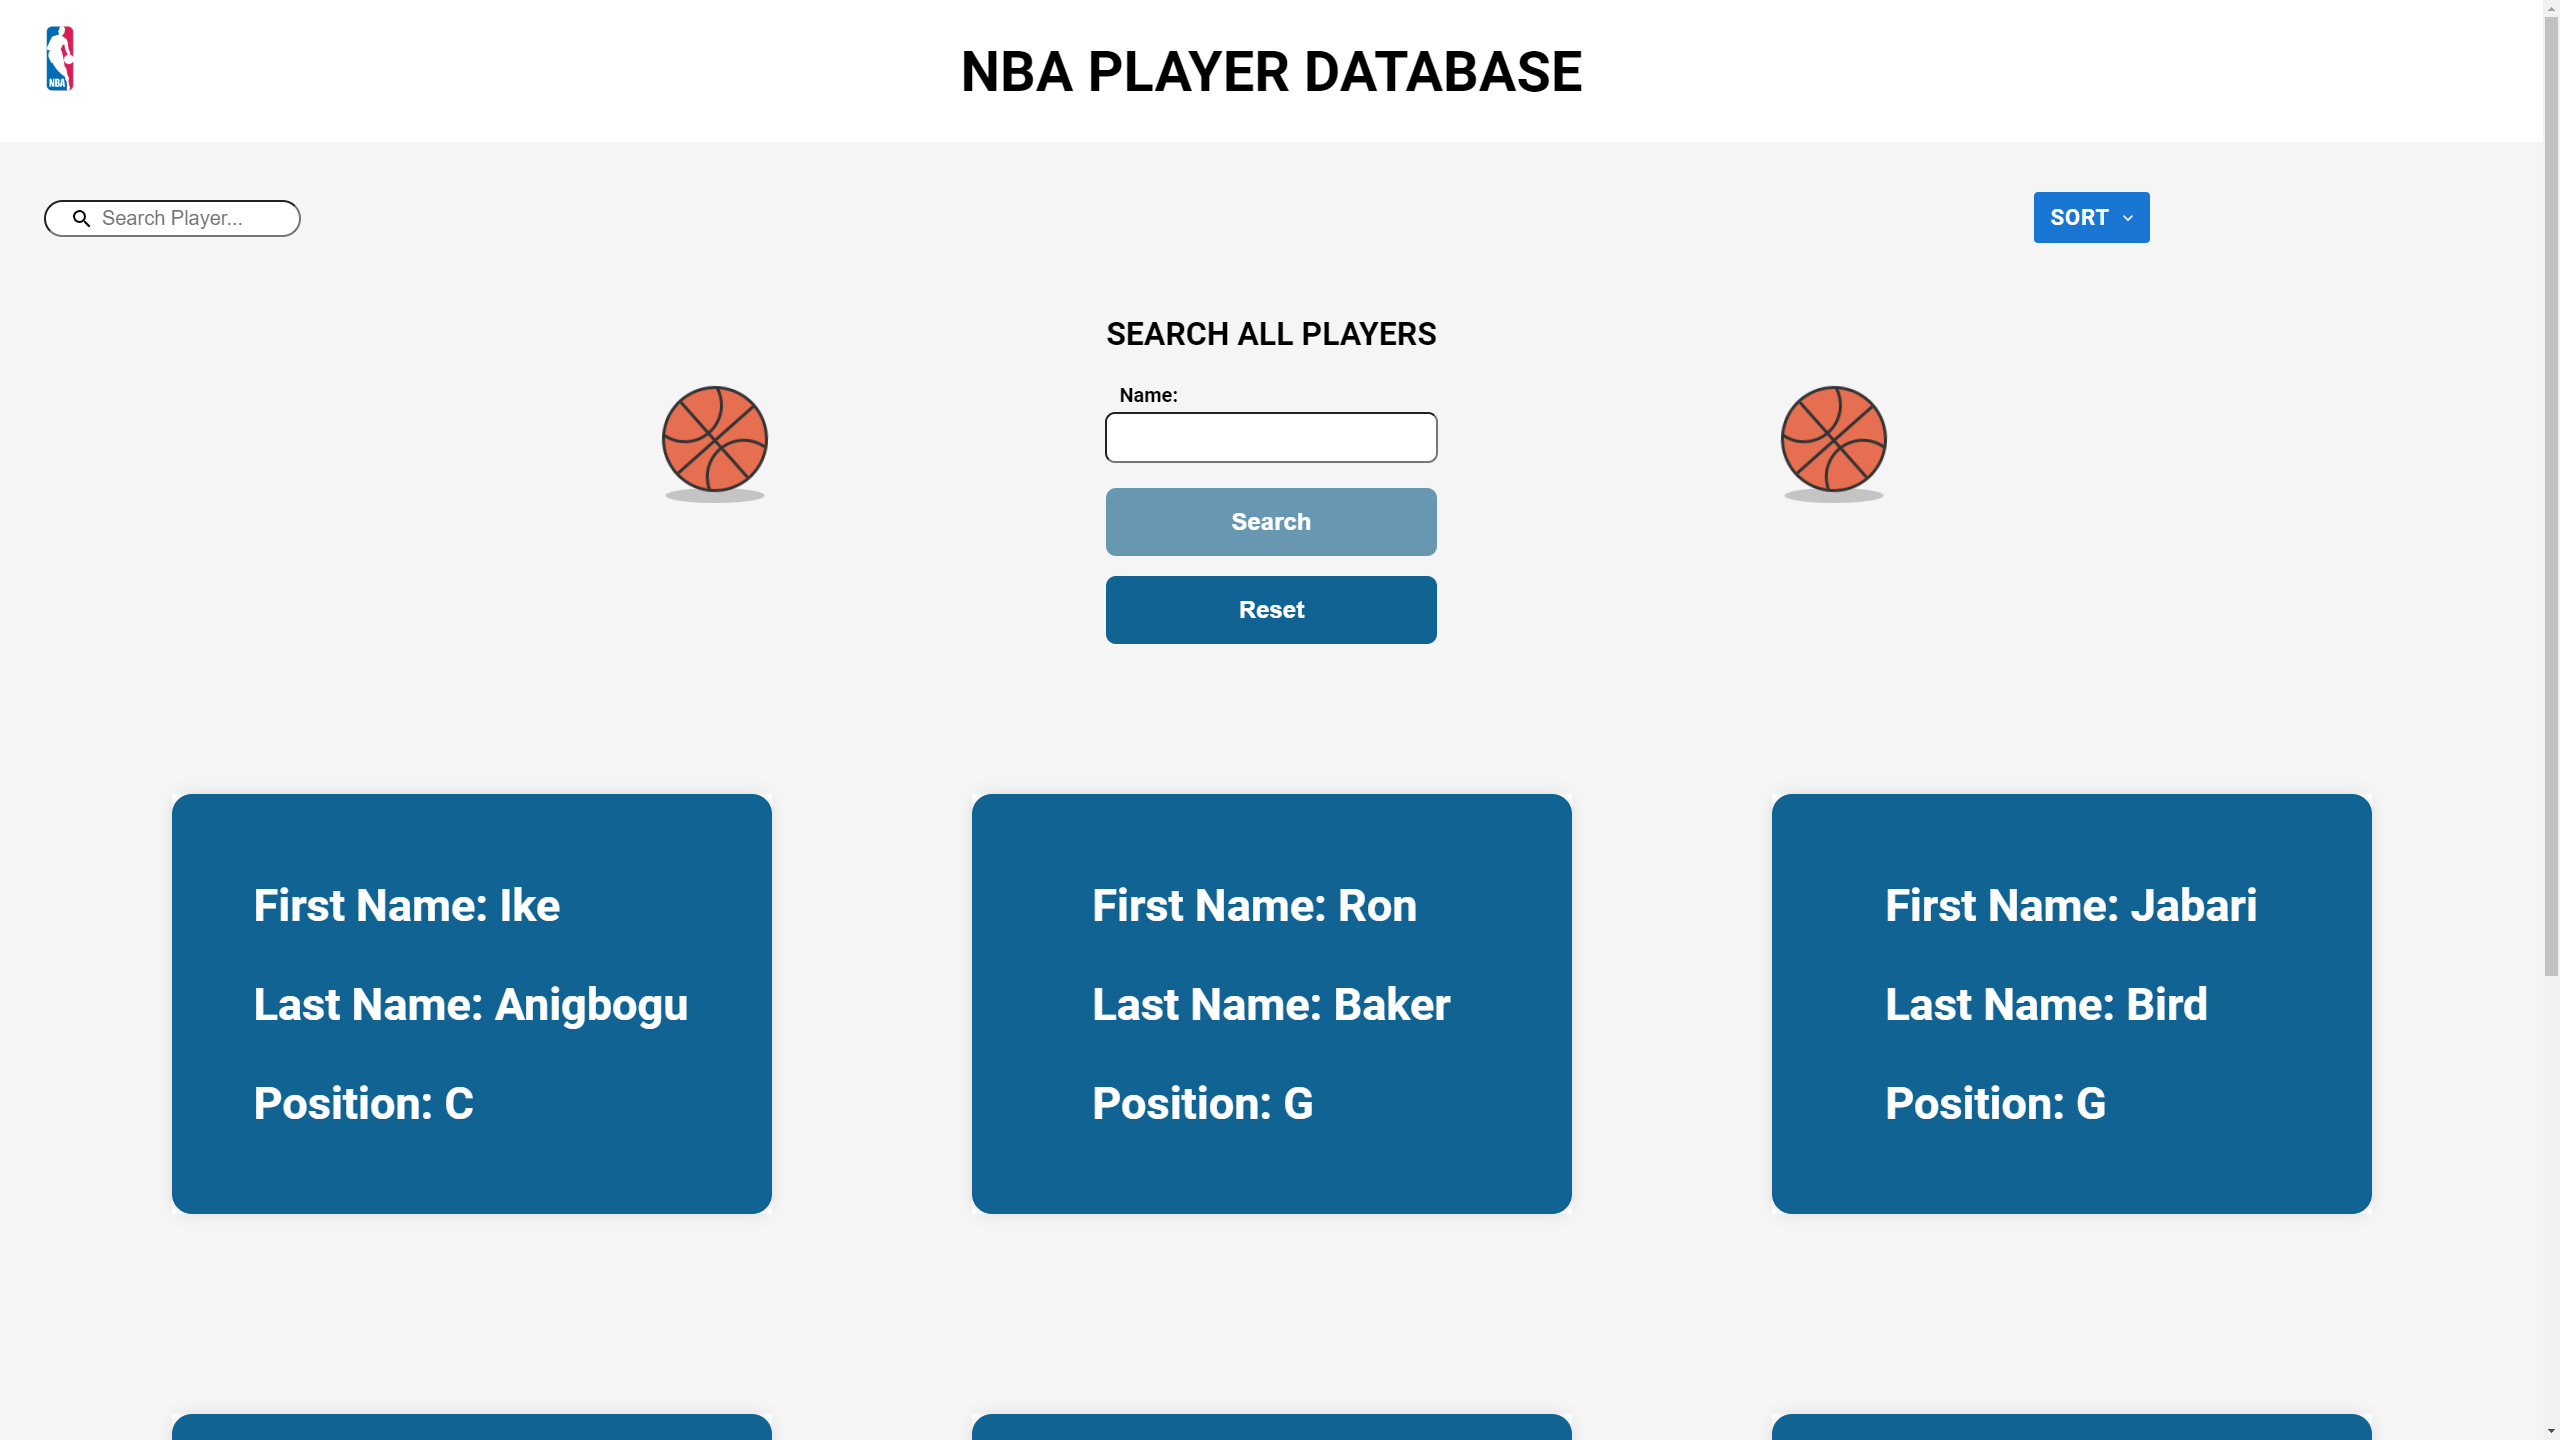 NBA
NBA PLAYER DATABASE
Search Player...
SORT
SEARCH ALL PLAYERS
Name:
Search
Reset
First Name: Ike
Last Name: Anigbogu
Position: C
First Name: Ron
Last Name: Baker
Position: G
First Name: Jabari
Last Name: Bird
Position: G